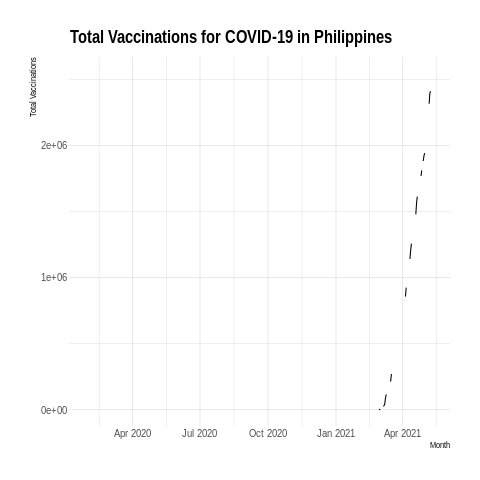 Total Vaccinations for COVID-19 in Philippines
Total Vaccinations
2e+06
1e+06
0e+00
Apr 2020 Jul 2020 Oct 2020 Jan 2021 Apr 2021
Month